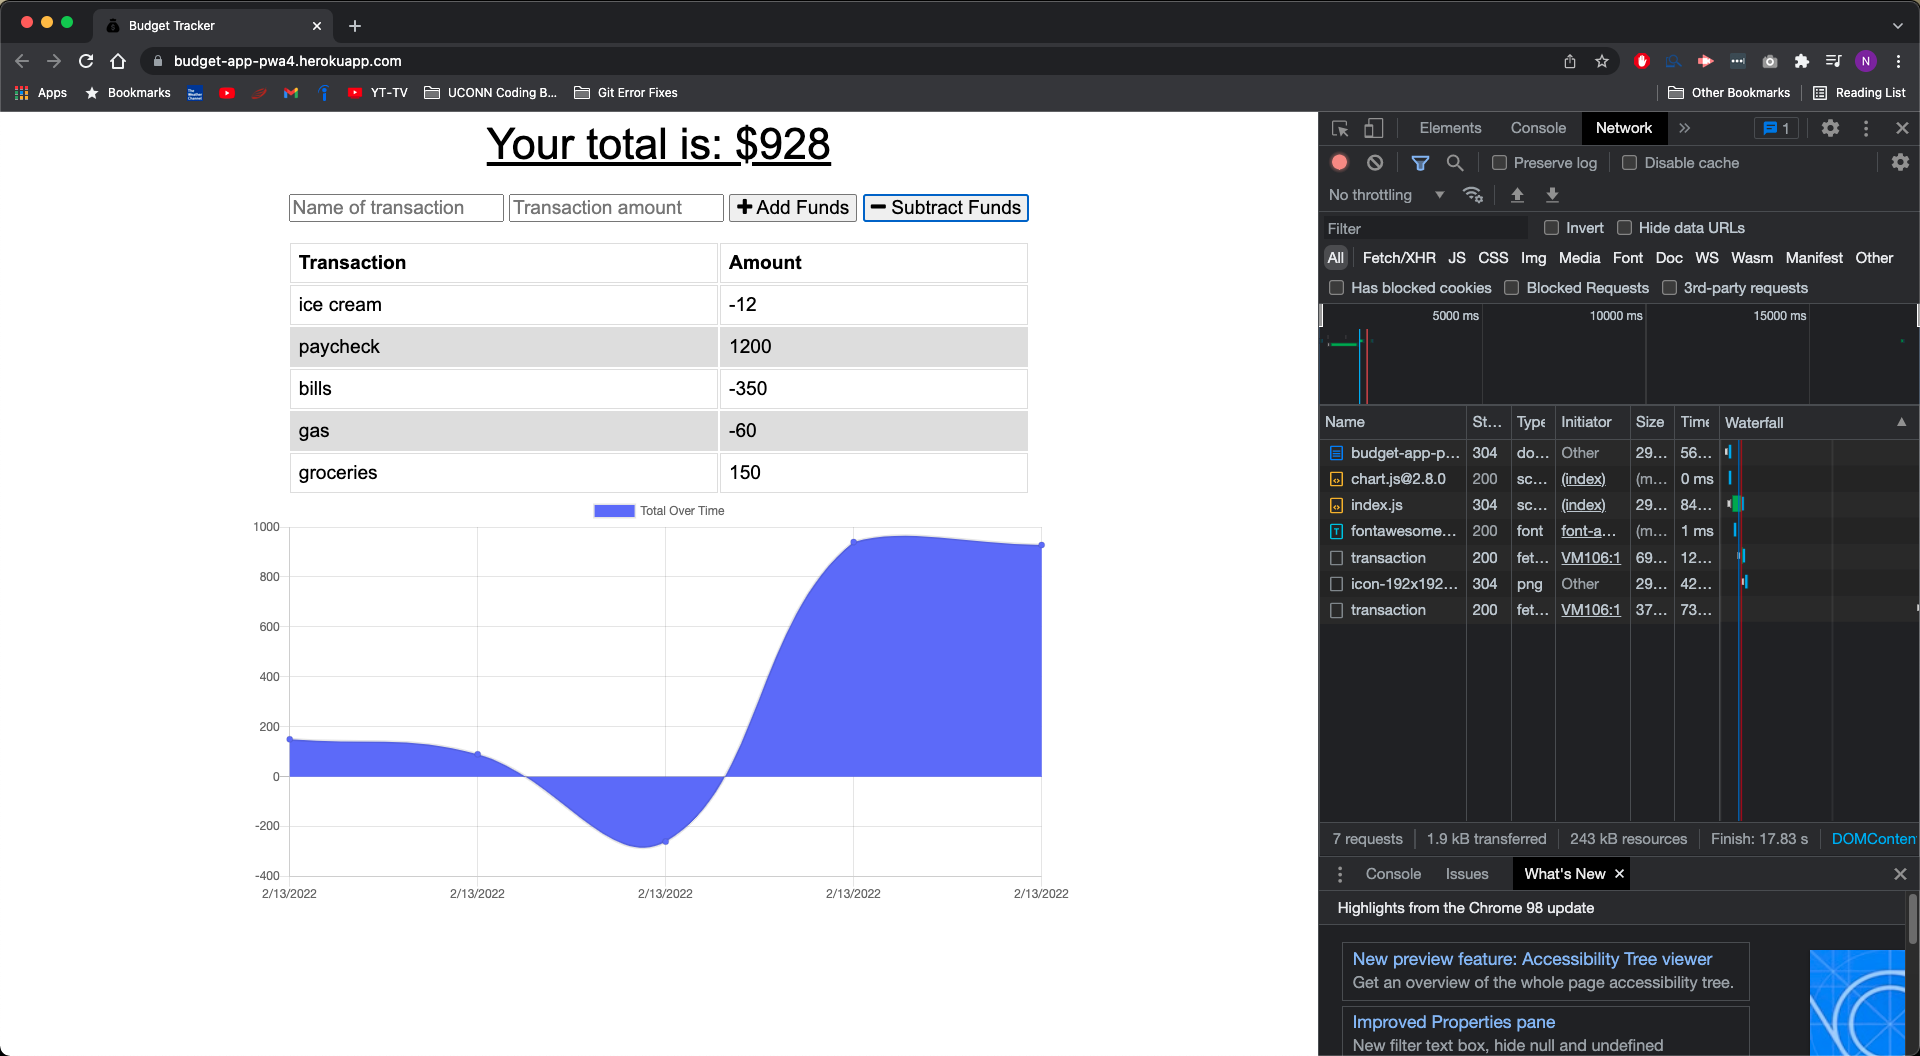 Budget Tracker
budget-app-pwa4.herokuapp.com
N
Apps Bookmarks YT-TV UCONN Coding B... Git Error Fixes Other Bookmarks Reading List
Your total is: $928
Name of transaction Transaction amount Add Funds Subtract Funds
Transaction Amount
ice cream -12
paycheck 1200
bills -350
gas -60
groceries 150
Total Over Time
1000
800
600
400
200
0
-200
-400
2/13/2022 2/13/2022 2/13/2022 2/13/2022 2/13/2022
Elements Console Network 1
Preserve log Disable cache
No throttling
Filter Invert Hide data URLs
All Fetch/XHR JS CSS Img Media Font Doc WS Wasm Manifest Other
Has blocked cookies Blocked Requests 3rd-party requests
5000 ms 10000 ms 15000 ms
Name St... Type Initiator Size Time Waterfall
budget-app-p... 304 do... Other 29... 56...
chart.js@2.8.0 200 sc... (index) (m... 0 ms
index.js 304 sc... (index) 29... 84...
fontawesome... 200 font font-a... (m... 1 ms
transaction 200 fet... VM106:1 69... 12...
icon-192x192... 304 png Other 29... 42...
transaction 200 fet... VM106:1 37... 73...
7 requests 1.9 kB transferred 243 kB resources Finish: 17.83 s DOMConten
Console Issues What's New
Highlights from the Chrome 98 update
New preview feature: Accessibility Tree viewer
Get an overview of the whole page accessibility tree.
Improved Properties pane
New filter text box, hide null and undefined